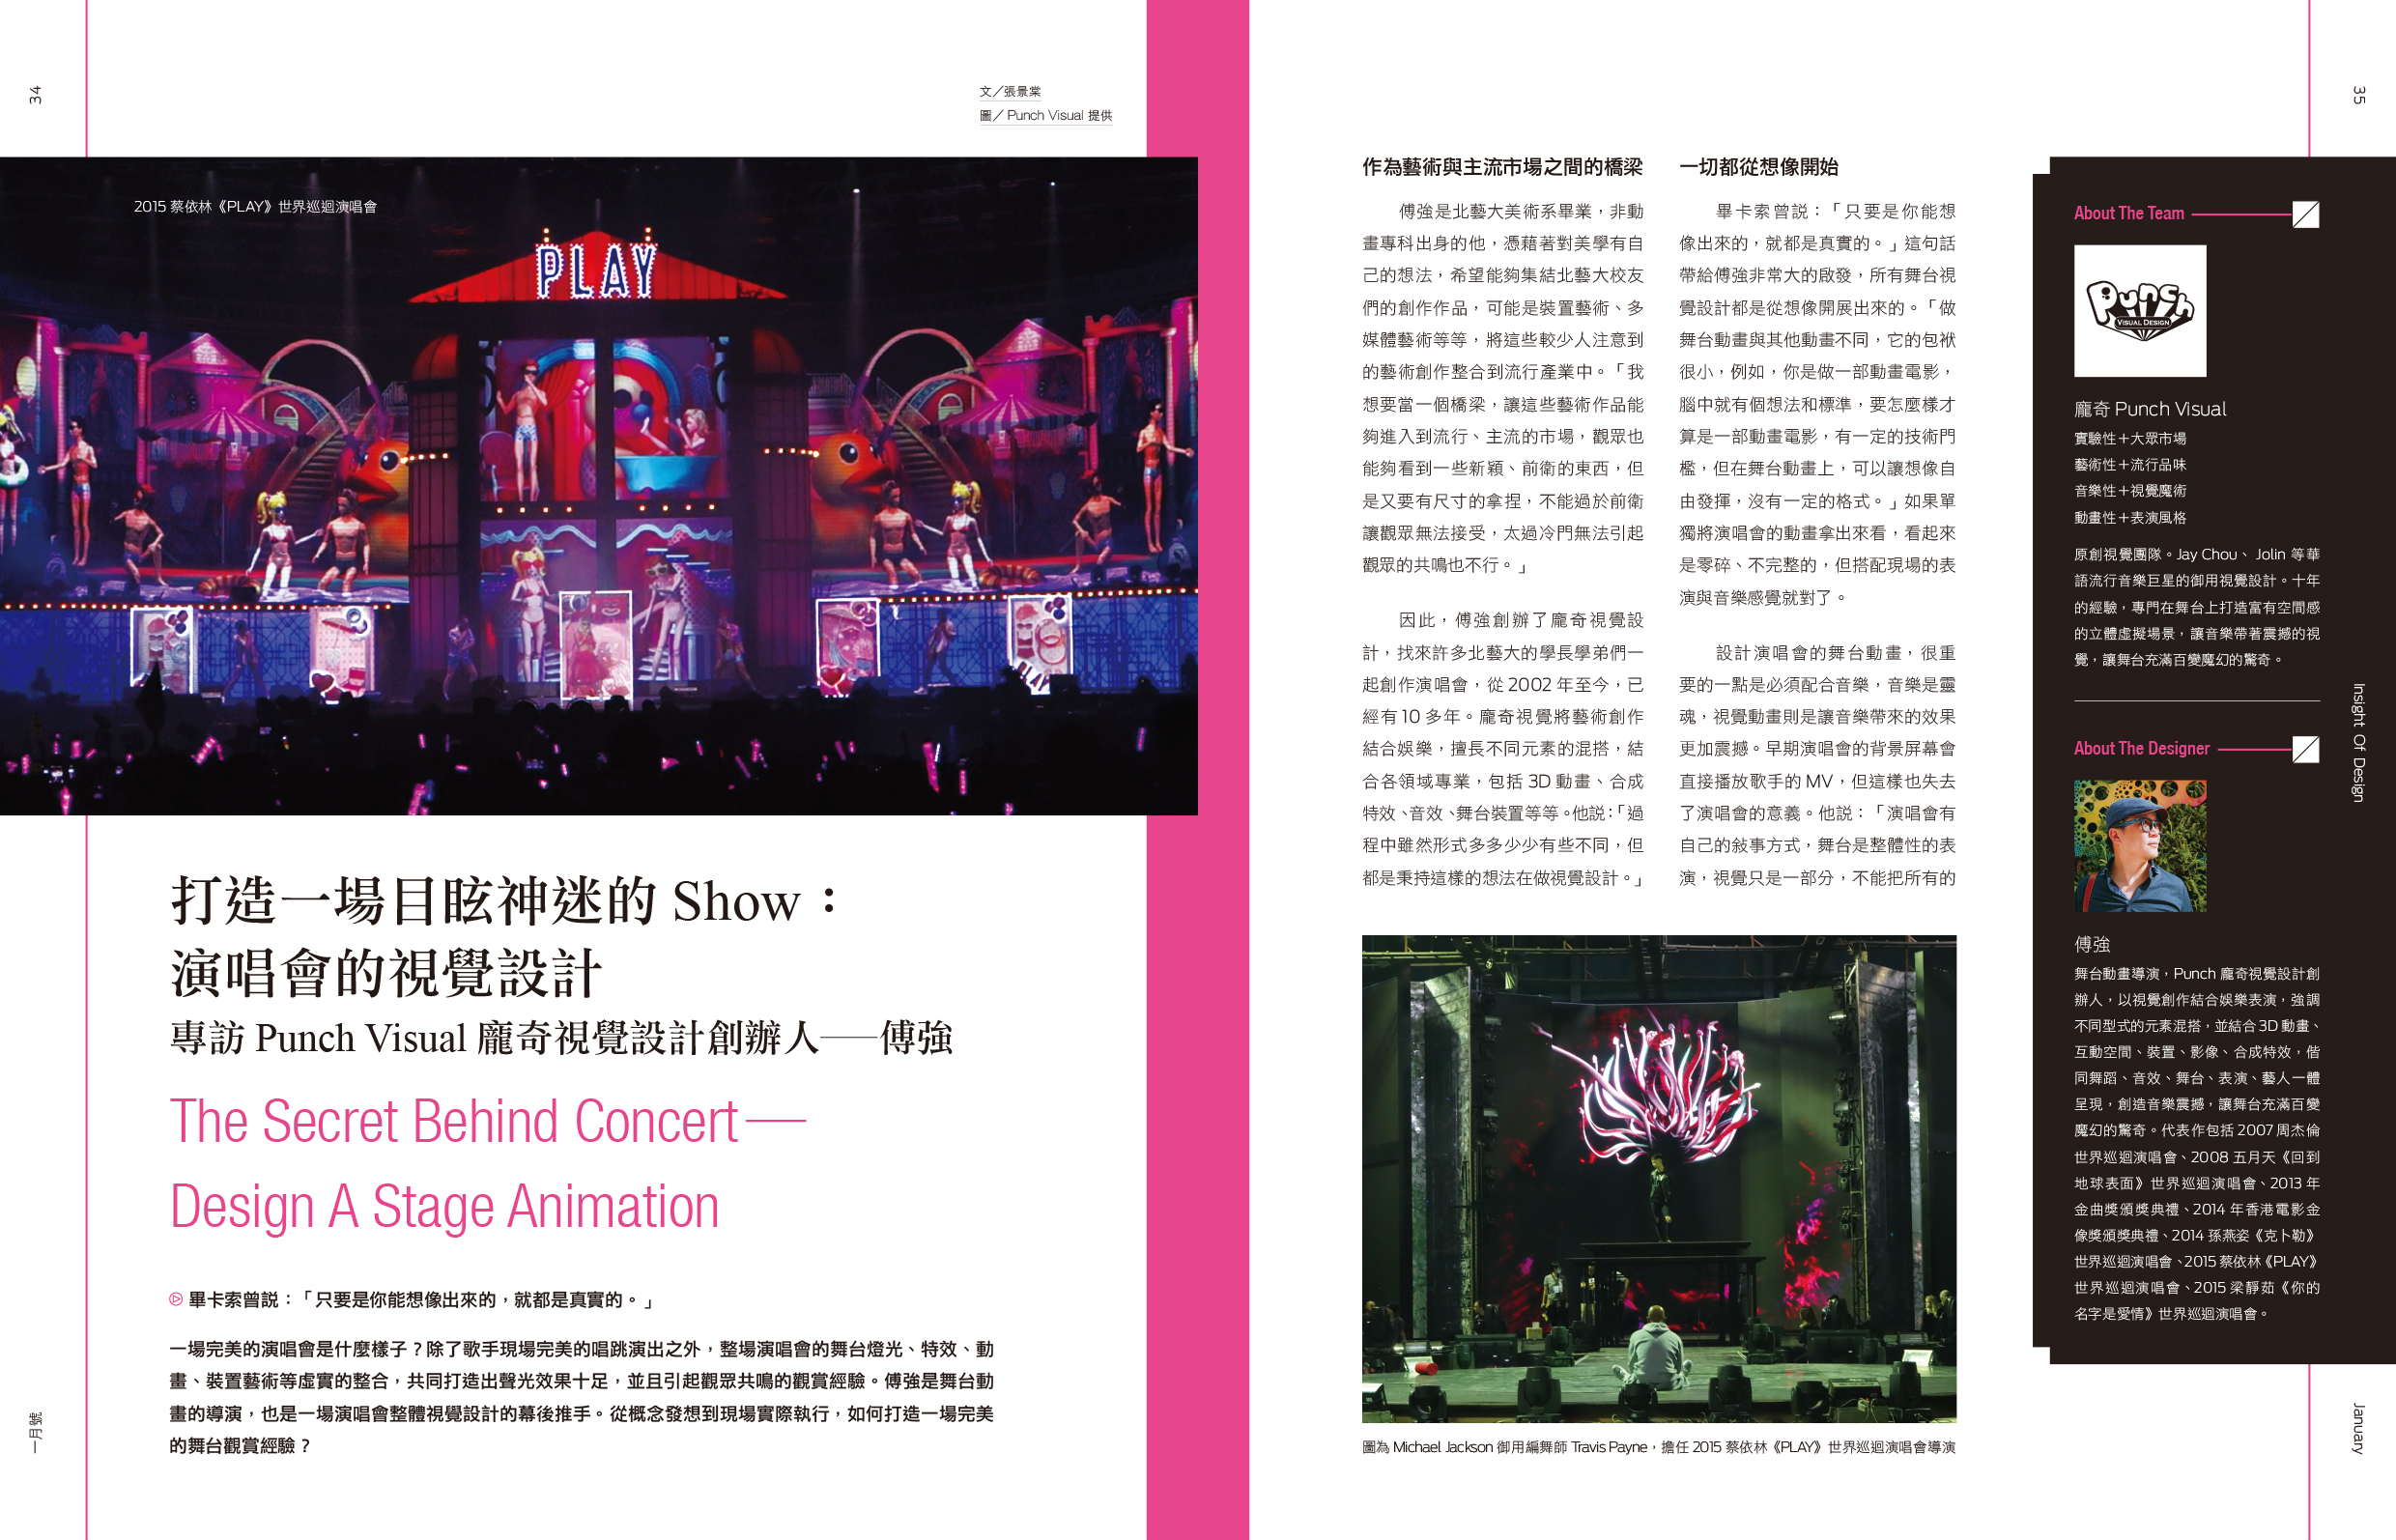 34
文／張景棠
圖／Punch Visual 提供
2015 蔡依林《PLAY》世界巡迴演唱會
PLAY
打造一場目眩神迷的 Show：
演唱會的視覺設計
專訪 Punch Visual 龐奇視覺設計創辦人──傅強
The Secret Behind Concert—
Design A Stage Animation
畢卡索曾説：「只要是你能想像出來的，就都是真實的。」
一場完美的演唱會是什麼樣子？除了歌手現場完美的唱跳演出之外，整場演唱會的舞台燈光、特效、動
畫、裝置藝術等虛實的整合，共同打造出聲光效果十足，並且引起觀眾共鳴的觀賞經驗。傅強是舞台動
畫的導演，也是一場演唱會整體視覺設計的幕後推手。從概念發想到現場實際執行，如何打造一場完美
的舞台觀賞經驗？
一月號
作為藝術與主流市場之間的橋梁
傅強是北藝大美術系畢業，非動
畫專科出身的他，憑藉著對美學有自
己的想法，希望能夠集結北藝大校友
們的創作作品，可能是裝置藝術、多
媒體藝術等等，將這些較少人注意到
的藝術創作整合到流行產業中。「我
想要當一個橋梁，讓這些藝術作品能
夠進入到流行、主流的市場，觀眾也
能夠看到一些新穎、前衛的東西，但
是又要有尺寸的拿捏，不能過於前衛
讓觀眾無法接受，太過冷門無法引起
觀眾的共鳴也不行。」
因此，傅強創辦了龐奇視覺設
計，找來許多北藝大的學長學弟們一
起創作演唱會，從 2002 年至今，已
經有 10 多年。龐奇視覺將藝術創作
結合娛樂，擅長不同元素的混搭，結
合各領域專業，包括 3D 動畫、合成
特效、音效、舞台裝置等等。他説：「過
程中雖然形式多多少少有些不同，但
都是秉持這樣的想法在做視覺設計。」
一切都從想像開始
畢卡索曾説：「只要是你能想
像出來的，就都是真實的。」這句話
帶給傅強非常大的啟發，所有舞台視
覺設計都是從想像開展出來的。「做
舞台動畫與其他動畫不同，它的包袱
很小，例如，你是做一部動畫電影，
腦中就有個想法和標準，要怎麼樣才
算是一部動畫電影，有一定的技術門
檻，但在舞台動畫上，可以讓想像自
由發揮，沒有一定的格式。」如果單
獨將演唱會的動畫拿出來看，看起來
是零碎、不完整的，但搭配現場的表
演與音樂感覺就對了。
設計演唱會的舞台動畫，很重
要的一點是必須配合音樂，音樂是靈
魂，視覺動畫則是讓音樂帶來的效果
更加震撼。早期演唱會的背景屏幕會
直接播放歌手的 MV，但這樣也失去
了演唱會的意義。他説：「演唱會有
自己的敍事方式，舞台是整體性的表
演，視覺只是一部分，不能把所有的
圖為 Michael Jackson 御用編舞師 Travis Payne，擔任 2015 蔡依林《PLAY》世界巡迴演唱會導演
35
About The Team
Punch
VISUAL DESIGN
龐奇 Punch Visual
實驗性＋大眾市場
藝術性＋流行品味
音樂性＋視覺魔術
動畫性＋表演風格
原創視覺團隊。Jay Chou、 Jolin 等華
語流行音樂巨星的御用視覺設計。十年
的經驗，專門在舞台上打造富有空間感
的立體虛擬場景，讓音樂帶著震撼的視
覺，讓舞台充滿百變魔幻的驚奇。
About The Designer
傅強
舞台動畫導演，Punch 龐奇視覺設計創
辦人，以視覺創作結合娛樂表演，強調
不同型式的元素混搭，並結合 3D 動畫、
互動空間、裝置、影像、合成特效，偕
同舞蹈、音效、舞台、表演、藝人一體
呈現，創造音樂震撼，讓舞台充滿百變
魔幻的驚奇。代表作包括 2007 周杰倫
世界巡迴演唱會、2008 五月天《回到
地球表面》世界巡迴演唱會、2013 年
金曲獎頒獎典禮、2014 年香港電影金
像獎頒獎典禮、2014 孫燕姿《克卜勒》
世界巡迴演唱會、2015 蔡依林《PLAY》
世界巡迴演唱會、2015 梁靜茹《你的
名字是愛情》世界巡迴演唱會。
Insight Of Design
January